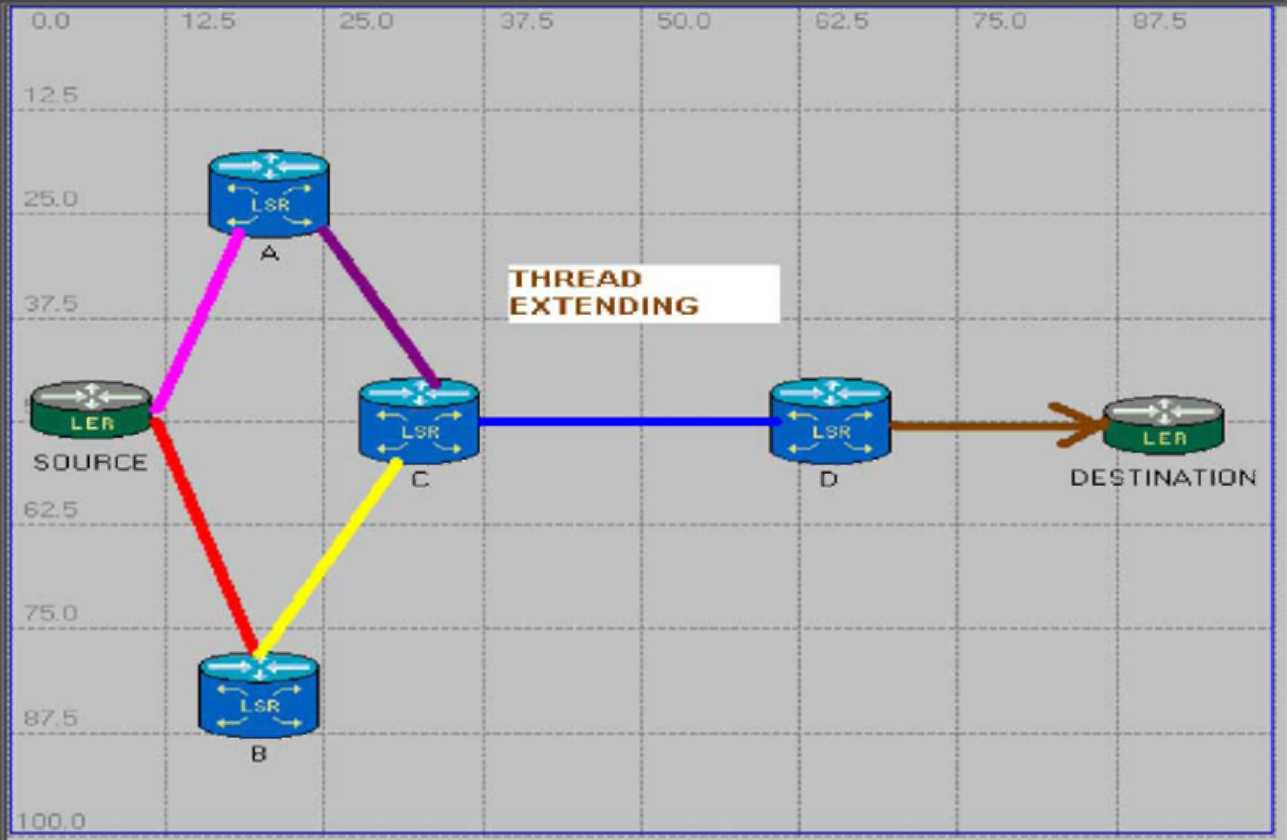 0.0 12.5 25.0 37.5 50.0 62.5 75.0 87.5
12.5
25.0
LSR
A
THREAD
EXTENDING
37.5
LER
SOURCE
LSR
C
LSR
D
LER
DESTINATION
62.5
75.0
LSR
87.5
B
100.0